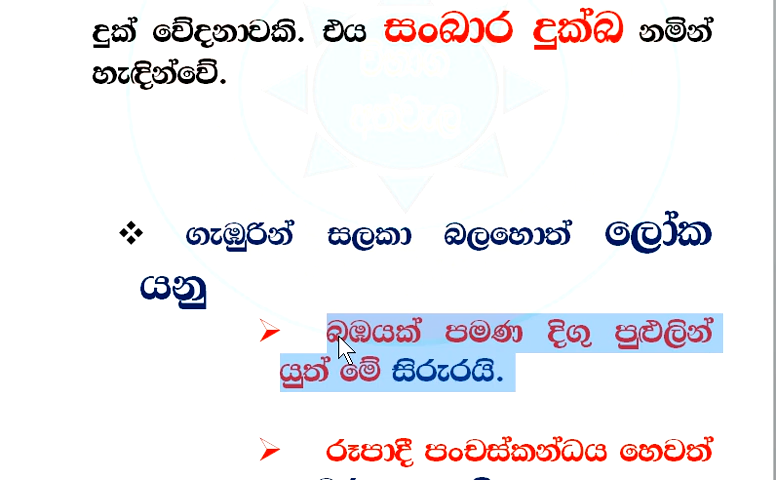 දුක් වේදනාවකි. එය සංඛාර දුක්ඛ නමින්
හැඳින්වේ.
❖ ගැඹුරින් සලකා බලහොත් ලෝක
යනු
➢ බඹයක් පමණ දිගු පුළුලින්
යුත් මේ සිරුරයි.
➢ රූපාදී පංචස්කන්ධය හෙවත්